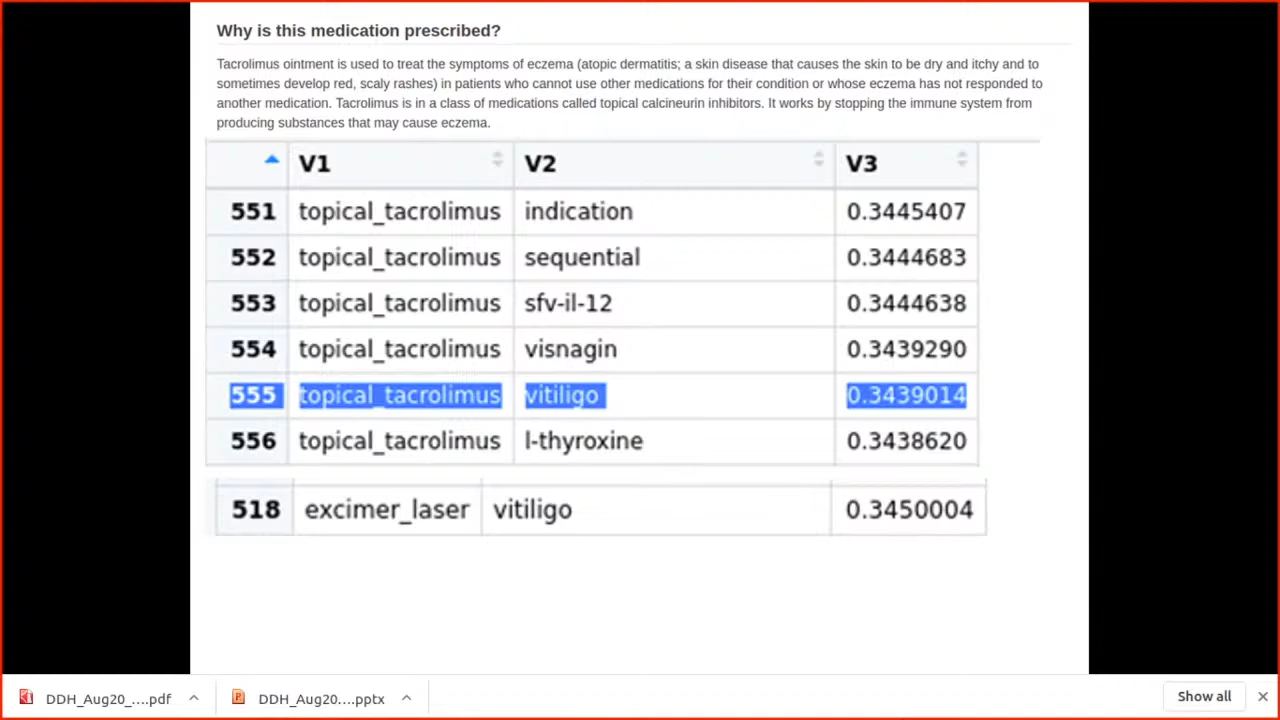 Why is this medication prescribed?
Tacrolimus ointment is used to treat the symptoms of eczema (atopic dermatitis; a skin disease that causes the skin to be dry and itchy and to
sometimes develop red, scaly rashes) in patients who cannot use other medications for their condition or whose eczema has not responded to
another medication. Tacrolimus is in a class of medications called topical calcineurin inhibitors. It works by stopping the immune system from
producing substances that may cause eczema.
V1 V2 V3
551 topical_tacrolimus indication 0.3445407
552 topical_tacrolimus sequential 0.3444683
553 topical_tacrolimus sfv-il-12 0.3444638
554 topical_tacrolimus visnagin 0.3439290
555 topical_tacrolimus vitiligo 0.3439014
556 topical_tacrolimus l-thyroxine 0.3438620
518 excimer_laser vitiligo 0.3450004
DDH_Aug20_....pdf DDH_Aug20....pptx Show all